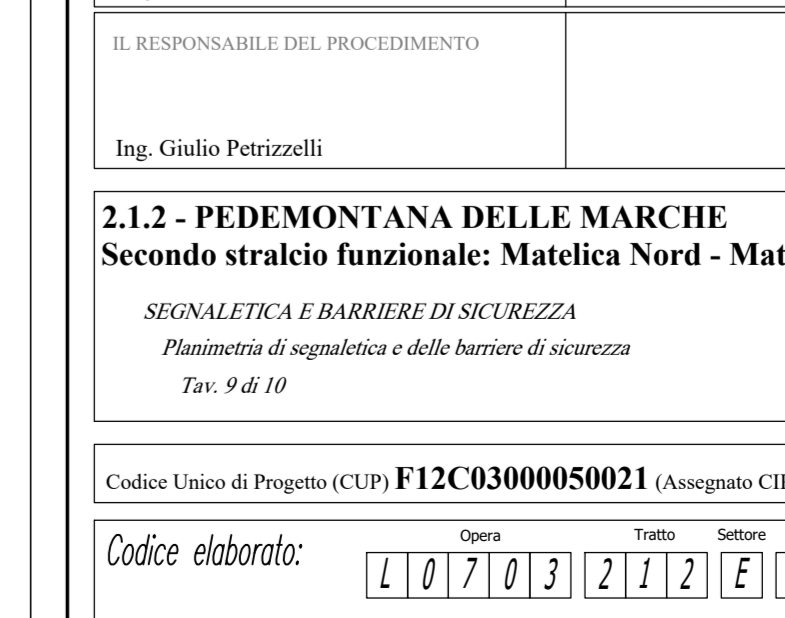 IL RESPONSABILE DEL PROCEDIMENTO
Ing. Giulio Petrizzelli
2.1.2 - PEDEMONTANA DELLE MARCHE
Secondo stralcio funzionale: Matelica Nord - Mat
SEGNALETICA E BARRIERE DI SICUREZZA
Planimetria di segnaletica e delle barriere di sicurezza
Tav. 9 di 10
Codice Unico di Progetto (CUP) F12C03000050021 (Assegnato CI
Opera Tratto Settore
Codice elaborato: L 0 7 0 3 2 1 2 E